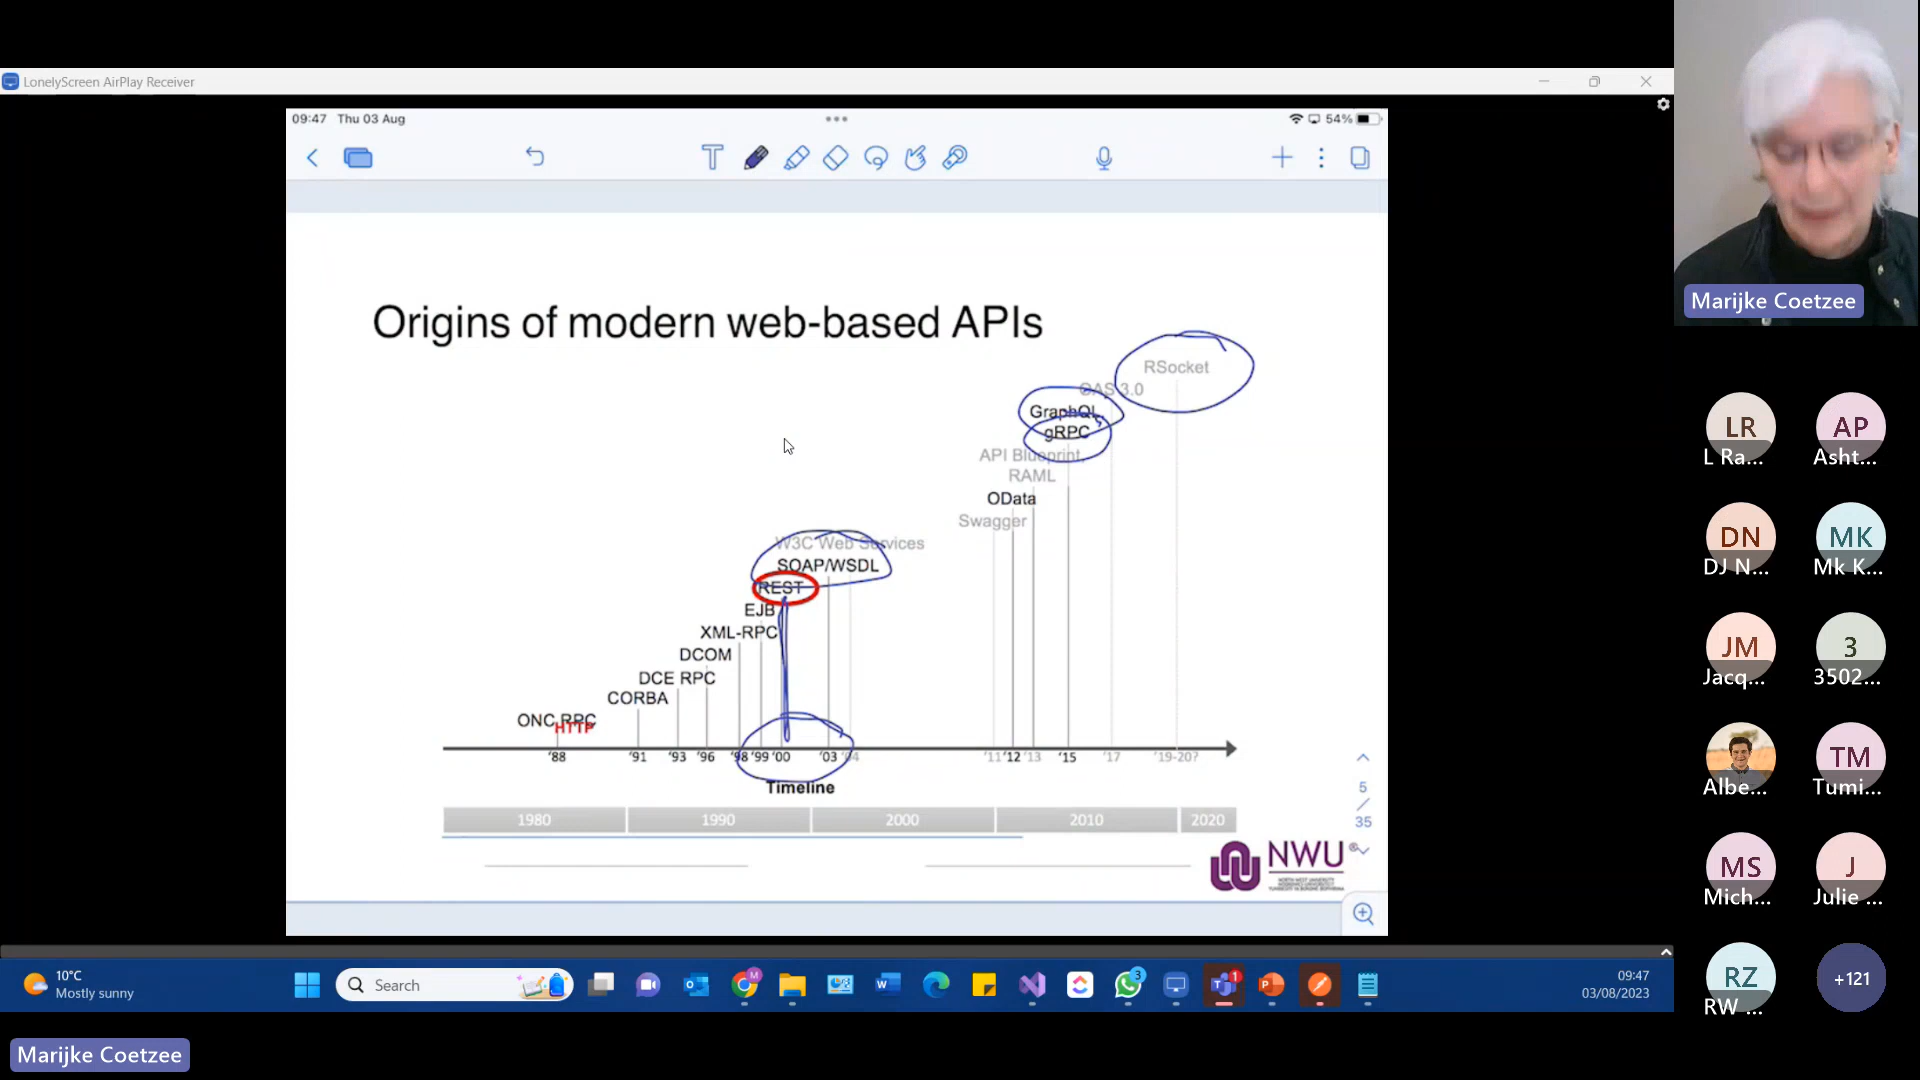 LonelyScreen AirPlay Receiver
09:47 Thu 03 Aug
54%
Origins of modern web-based APIs
RSocket
OAS 3.0
GraphQL,
gRPC
API Blueprint,
RAML
OData
Swagger
W3C Web Services
SOAP/WSDL
REST
EJB
XML-RPC
DCOM
DCE RPC
CORBA
ONC RPC
HTTP
'88 '91 '93 '96 '98 '99 '00 '03 '04 '11 '12 '13 '15 '17 '19-20?
Timeline
1980 1990 2000 2010 2020
5
/
35
NWU
Marijke Coetzee
LR
L Ra...
AP
Asht...
DN
DJ N...
MK
Mk K...
JM
Jacq...
3
3502...
Albe...
TM
Tumi...
MS
Mich...
J
Julie ...
RZ
RW ...
+121
10°C
Mostly sunny
Search
M
3
1
09:47
03/08/2023
Marijke Coetzee